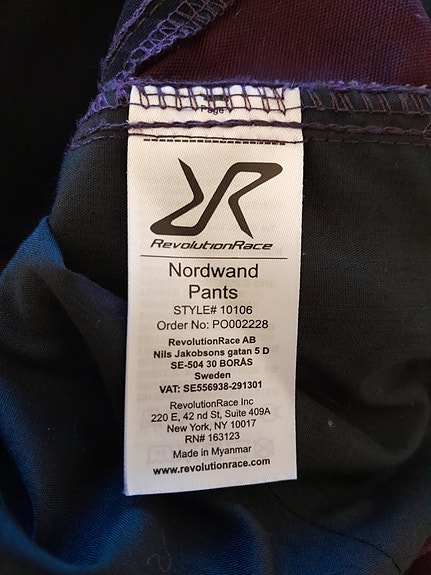 Page
RevolutionRace
Nordwand
Pants
STYLE# 10106
Order No: PO002228
RevolutionRace AB
Nils Jakobsons gatan 5 D
SE-504 30 BORÅS
Sweden
VAT: SE556938-291301
RevolutionRace Inc
220 E, 42 nd St, Suite 409A
New York, NY 10017
RN# 163123
Made in Myanmar
www.revolutionrace.com